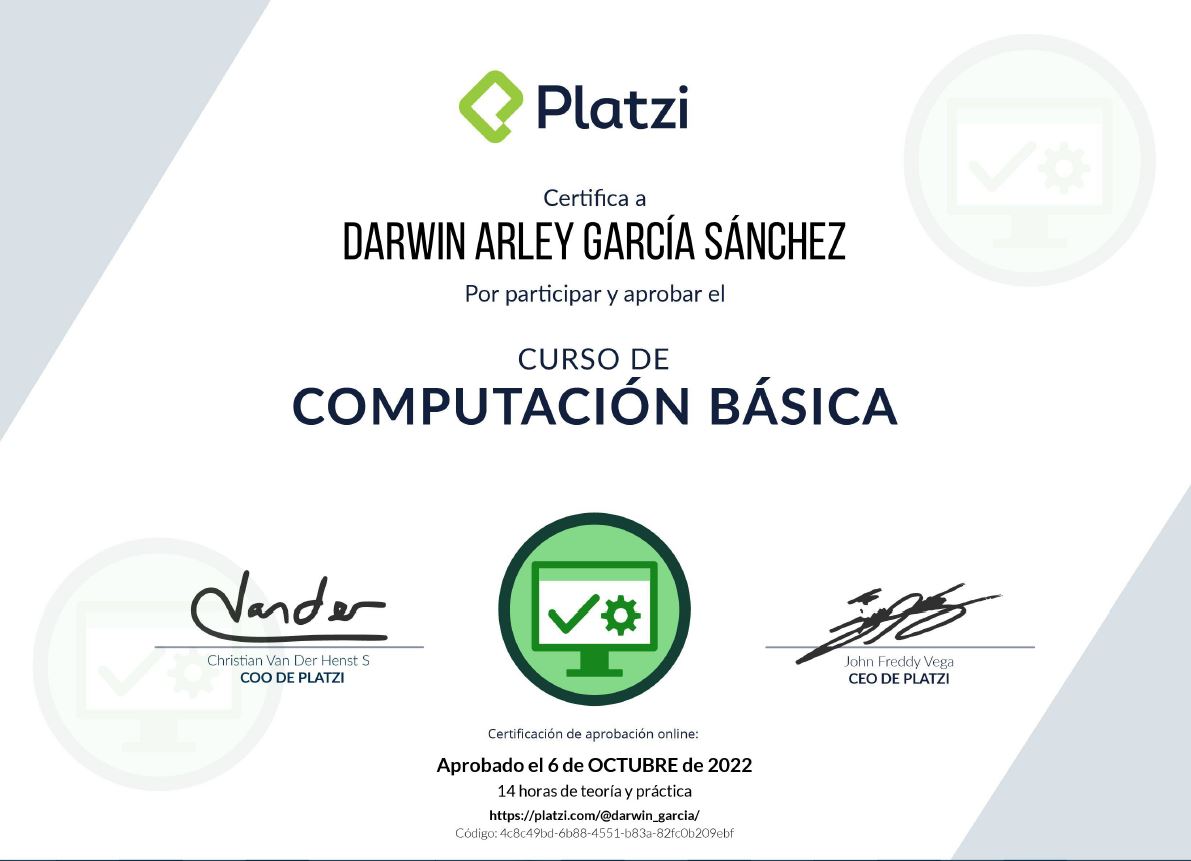 Platzi
Certifica a
DARWIN ARLEY GARCÍA SÁNCHEZ
Por participar y aprobar el
CURSO DE
COMPUTACIÓN BÁSICA
Vander
Christian Van Der Henst S
COO DE PLATZI
John Freddy Vega
CEO DE PLATZI
Certificación de aprobación online:
Aprobado el 6 de OCTUBRE de 2022
14 horas de teoría y práctica
https://platzi.com/@darwin_garcia/
Código: 4c8c49bd-6b88-4551-b83a-82fc0b209ebf